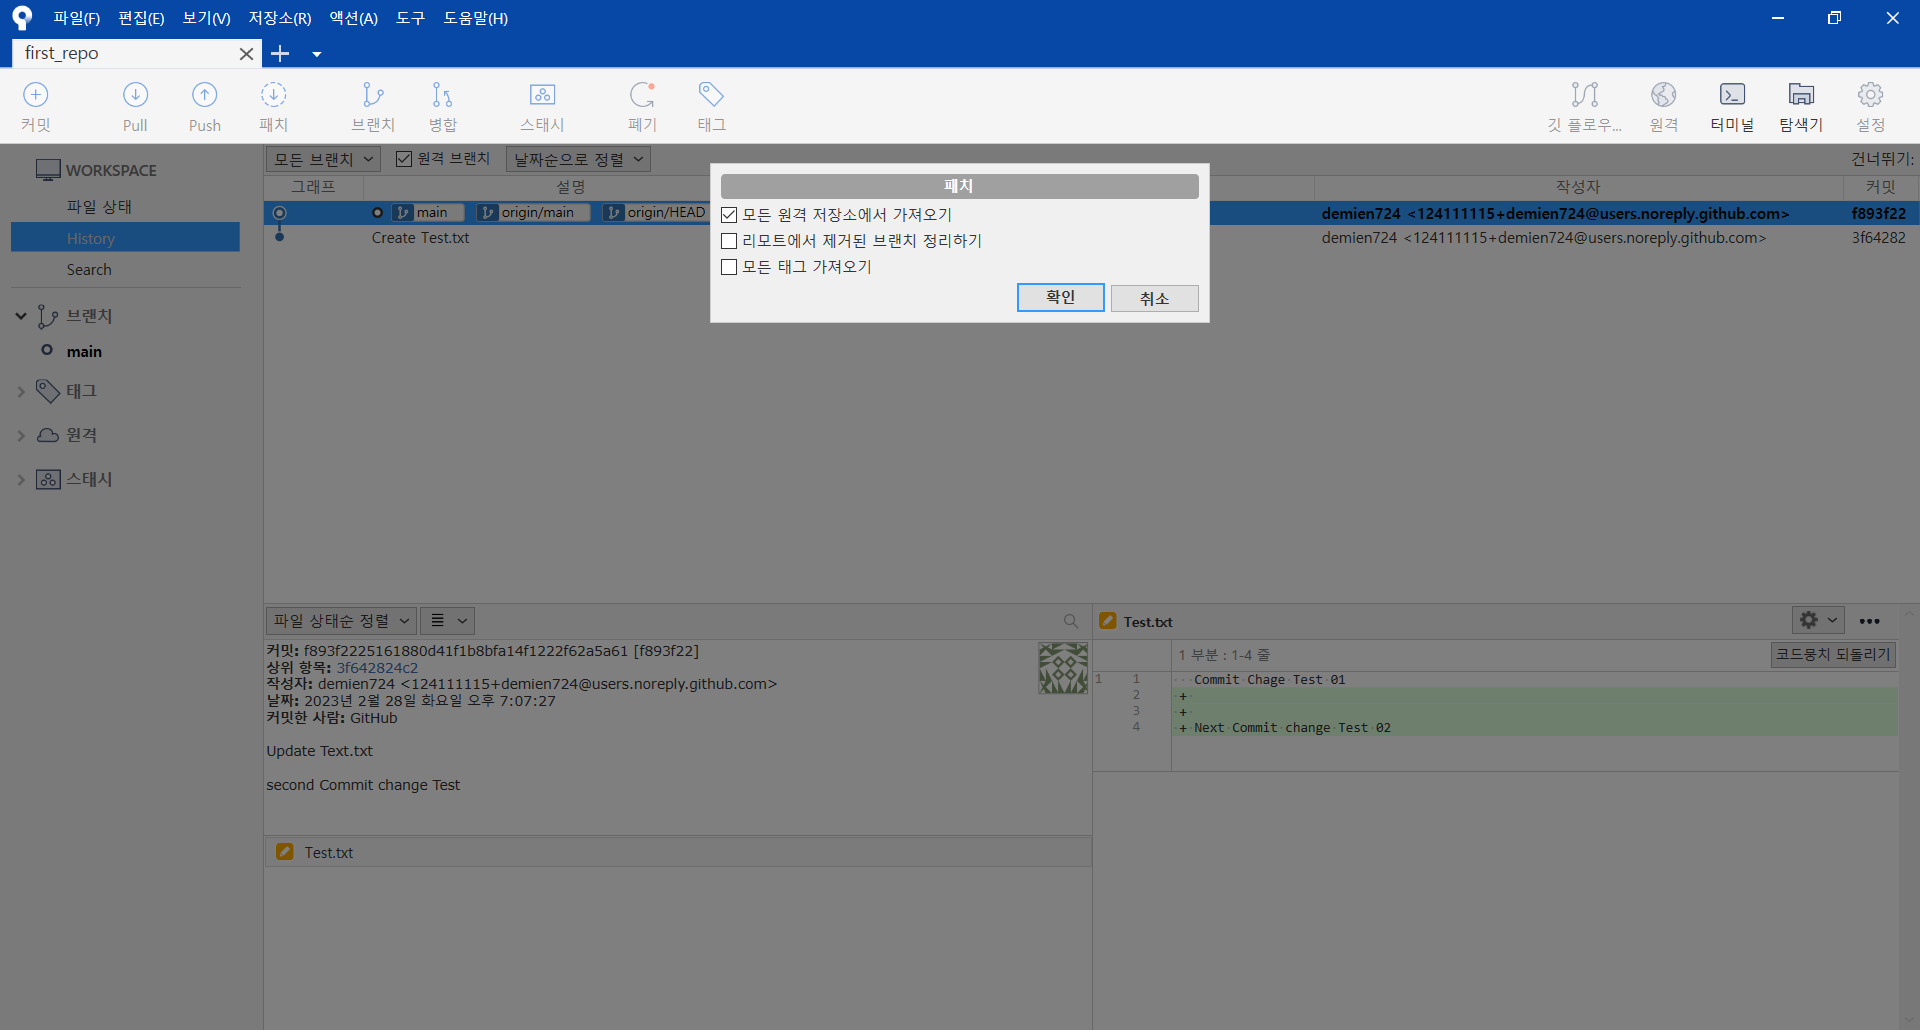 파일(F) 편집(E) 보기(V) 저장소(R) 액션(A) 도구 도움말(H)
first_repo
커밋 Pull Push 패치 브랜치 병합 스태시 폐기 태그 깃 플로우... 원격 터미널 탐색기 설정
WORKSPACE
파일 상태
History
Search
브랜치
main
태그
원격
스태시
모든 브랜치 원격 브랜치 날짜순으로 정렬 건너뛰기:
그래프 설명 작성자 커밋
main origin/main origin/HEAD demien724 <124111115+demien724@users.noreply.github.com> f893f22
Create Test.txt demien724 <124111115+demien724@users.noreply.github.com> 3f64282
패치
모든 원격 저장소에서 가져오기
리모트에서 제거된 브랜치 정리하기
모든 태그 가져오기
확인 취소
파일 상태순 정렬
커밋: f893f2225161880d41f1b8bfa14f1222f62a5a61 [f893f22]
상위 항목: 3f642824c2
작성자: demien724 <124111115+demien724@users.noreply.github.com>
날짜: 2023년 2월 28일 화요일 오후 7:07:27
커밋한 사람: GitHub
Update Text.txt
second Commit change Test
Test.txt
Test.txt
1 부분 : 1-4 줄 코드뭉치 되돌리기
1 1 Commit Chage Test 01
2 +
3 +
4 + Next Commit change Test 02